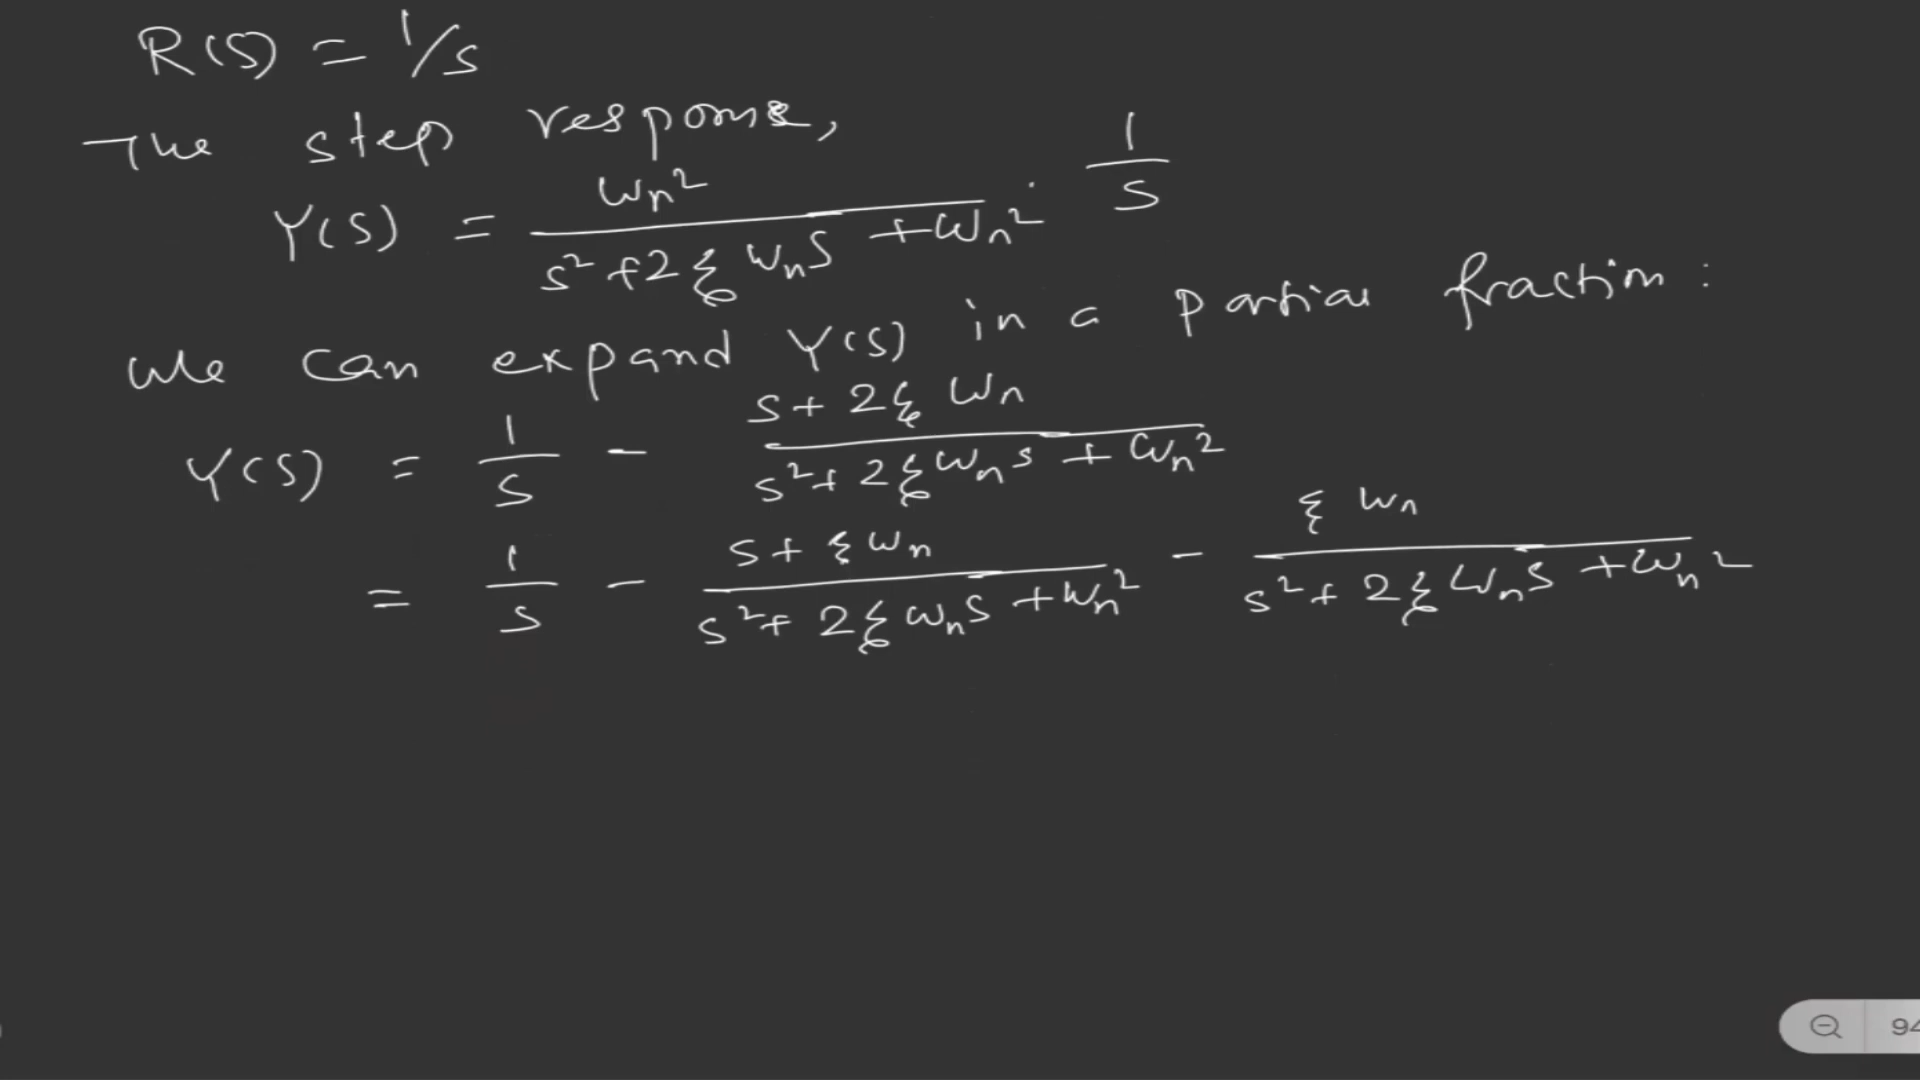 R(S) = 1/s
The step response,
Y(S) = ωn² / (s² + 2ξωnS + ωn²) · 1/S
We can expand Y(S) in a partial fraction :
Y(S) = 1/S - (S + 2ξωn) / (s² + 2ξωns + ωn²)
= 1/s - (S + ξωn) / (s² + 2ξωnS + ωn²) - ξωn / (s² + 2ξωnS + ωn²)
94